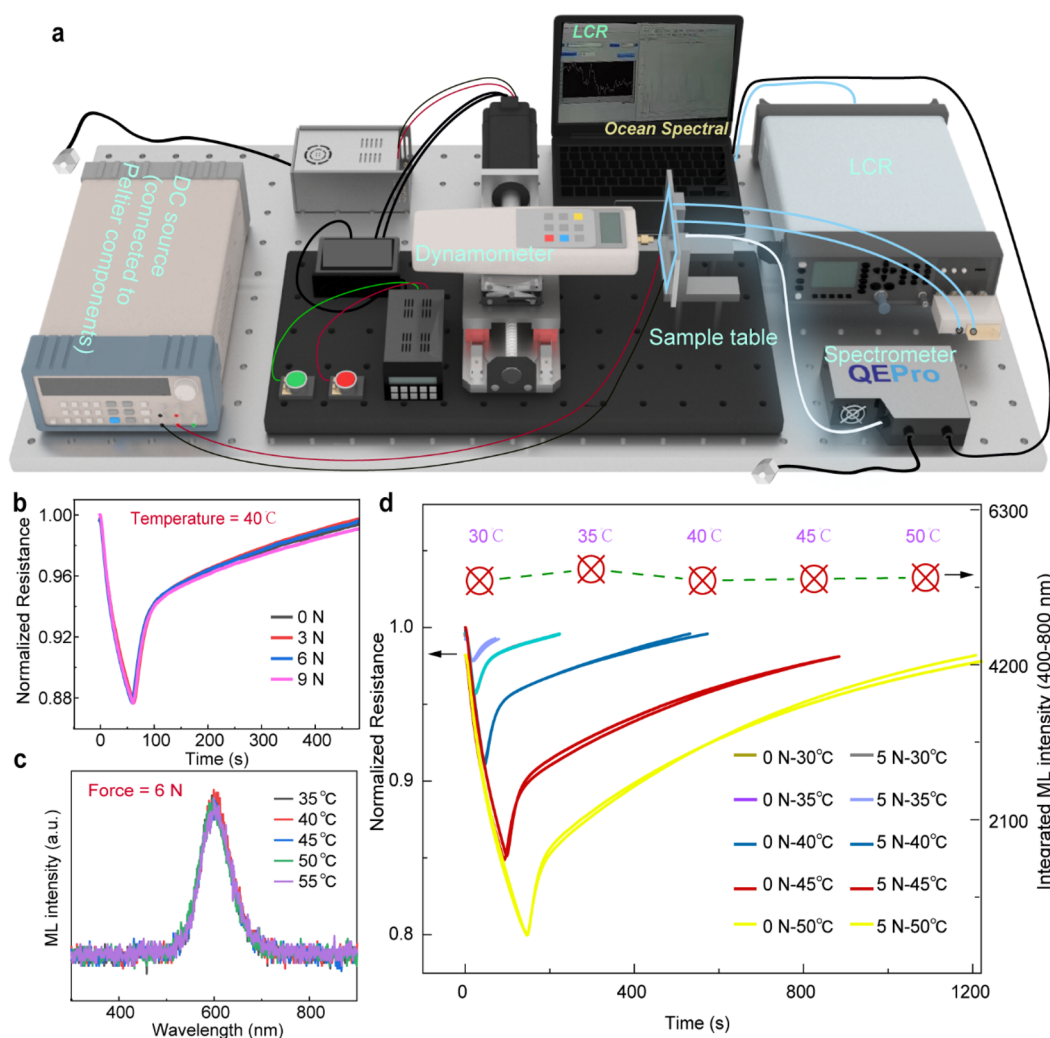 a
LCR
Ocean Spectral
DC source
(connected to
Peltier components)
Dynamometer
LCR
Sample table
Spectrometer
QEPro
b
Temperature = 40℃
Normalized Resistance
1.00
0.96
0.92
0.88
0 N
3 N
6 N
9 N
0 100 200 300 400
Time (s)
c
Force = 6 N
ML intensity (a.u.)
35℃
40℃
45℃
50℃
55℃
400 600 800
Wavelength (nm)
d
30℃ 35℃ 40℃ 45℃ 50℃
Normalized Resistance
1.0
0.9
0.8
6300
4200
2100
Integrated ML intensity (400-800 nm)
0 N-30℃ 5 N-30℃
0 N-35℃ 5 N-35℃
0 N-40℃ 5 N-40℃
0 N-45℃ 5 N-45℃
0 N-50℃ 5 N-50℃
0 400 800 1200
Time (s)